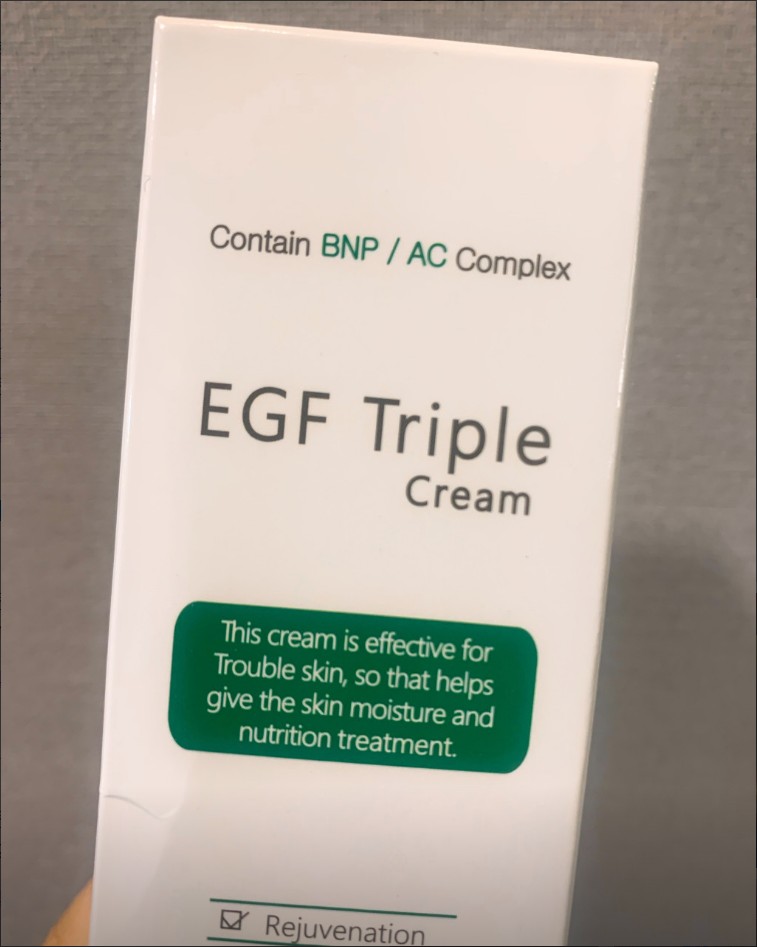 Contain BNP / AC Complex
EGF Triple
Cream
This cream is effective for
Trouble skin, so that helps
give the skin moisture and
nutrition treatment.
Rejuvenation